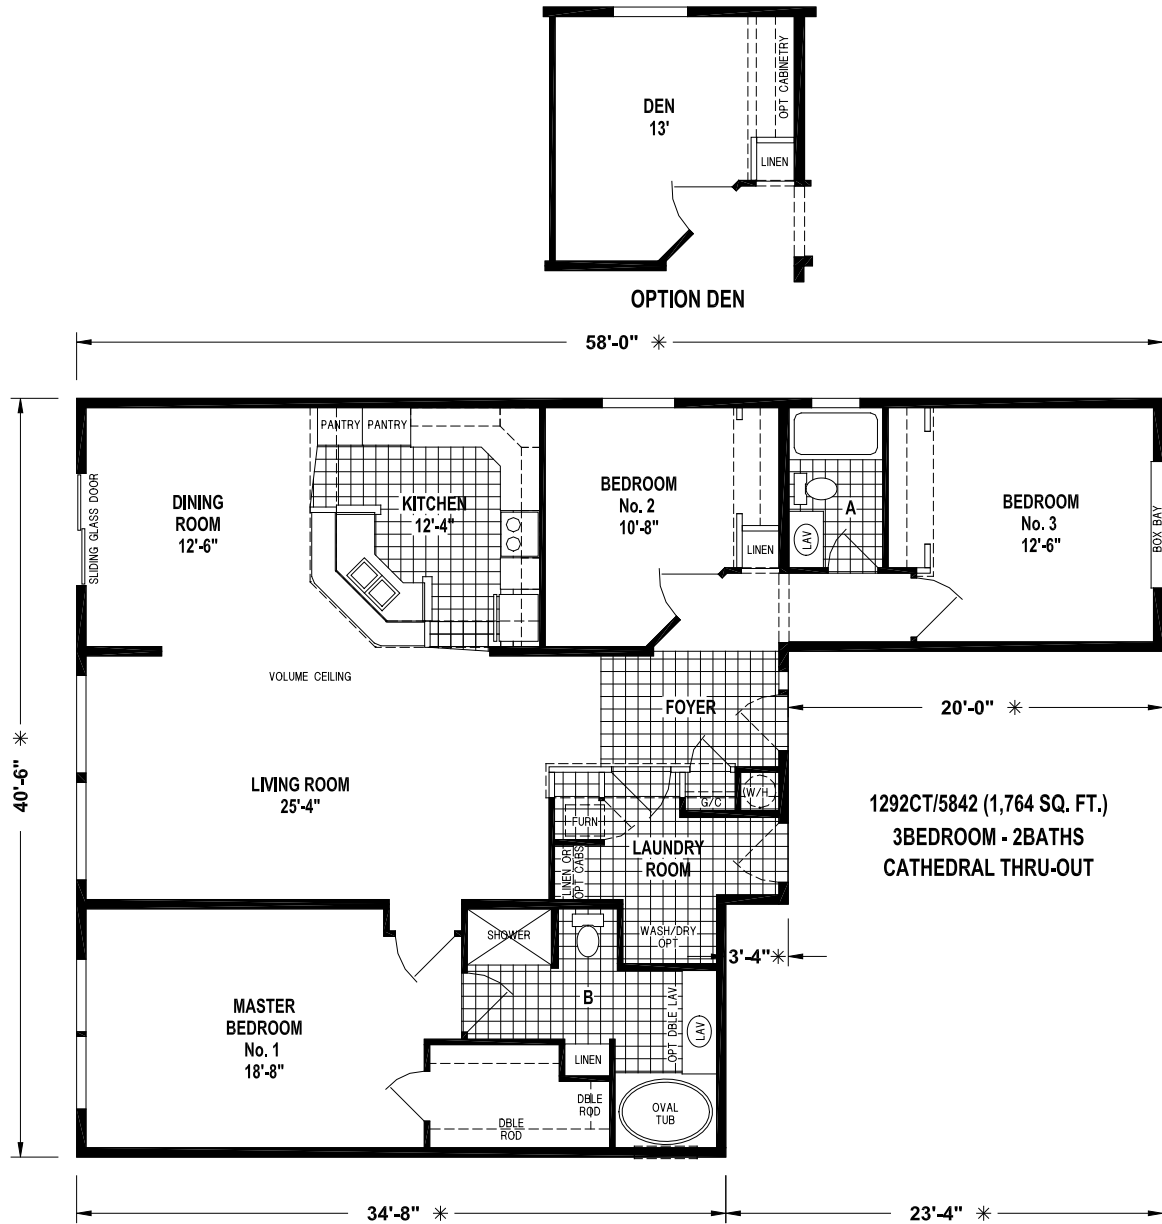 DEN
13'
OPT CABINETRY
LINEN
OPTION DEN
58'-0" ✳
40'-6" ✳
PANTRY PANTRY
SLIDING GLASS DOOR
DINING
ROOM
12'-6"
KITCHEN
12'-4"
BEDROOM
No. 2
10'-8"
LINEN
A
LAV
BEDROOM
No. 3
12'-6"
BOX BAY
VOLUME CEILING
FOYER
20'-0" ✳
LIVING ROOM
25'-4"
G/C
W/H
FURN
LAUNDRY
ROOM
LINEN OR
OPT CABS
1292CT/5842 (1,764 SQ. FT.)
3BEDROOM - 2BATHS
CATHEDRAL THRU-OUT
SHOWER
WASH/DRY
OPT
3'-4" ✳
MASTER
BEDROOM
No. 1
18'-8"
B
OPT DBLE LAV
LAV
LINEN
DBLE
ROD
DBLE
ROD
OVAL
TUB
34'-8" ✳
23'-4" ✳